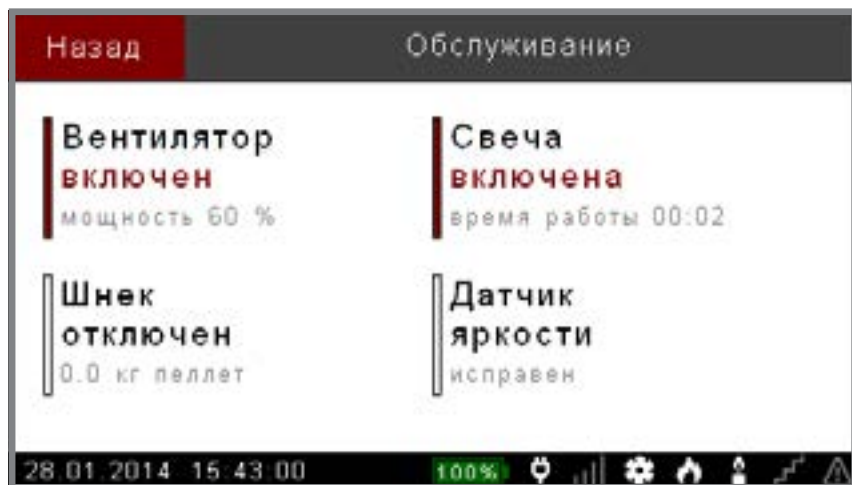 Назад
Обслуживание
Вентилятор
включен
мощность 60 %
Свеча
включена
время работы 00:02
Шнек
отключен
0.0 кг пеллет
Датчик
яркости
исправен
28.01.2014 15:43:00
100%